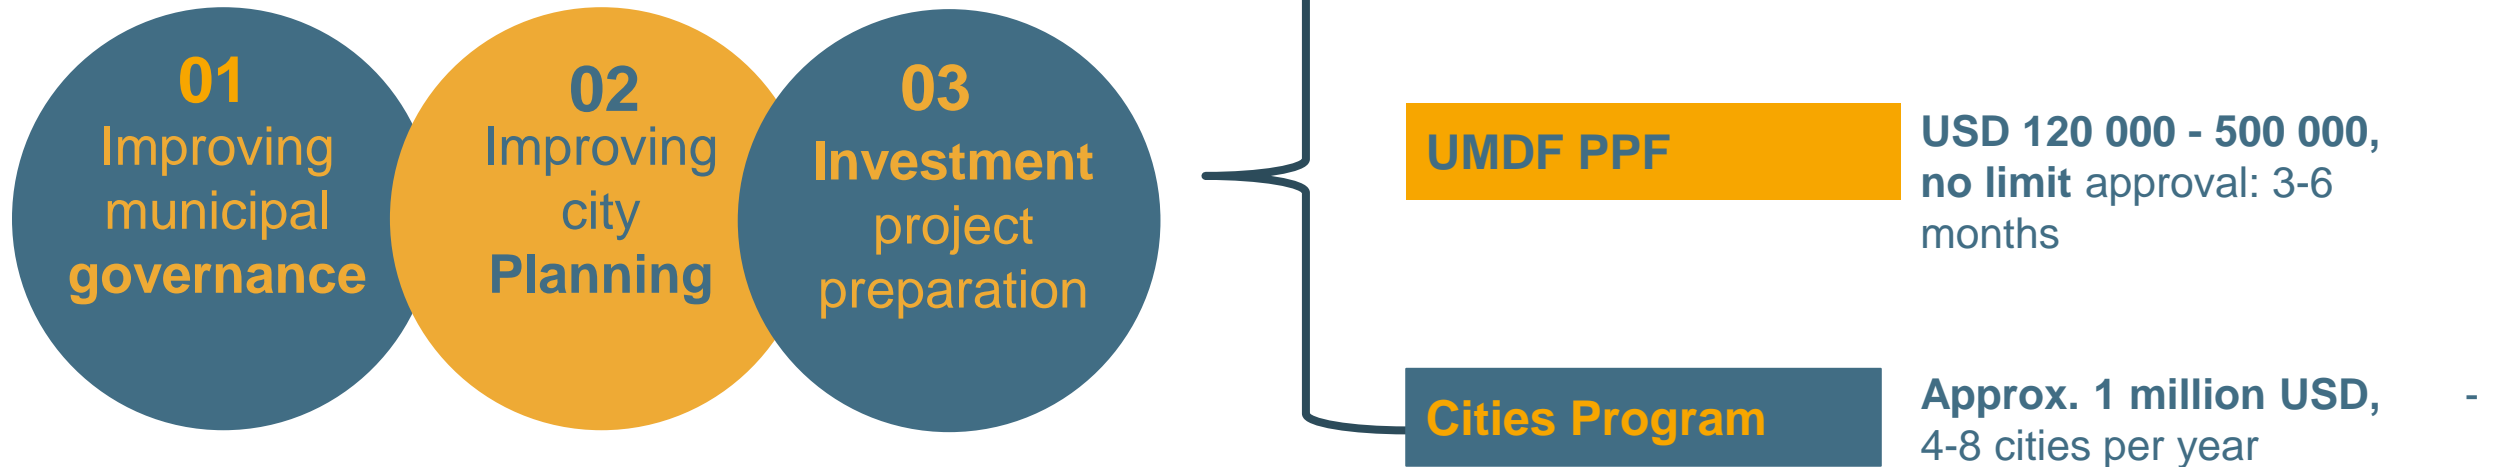 01
Improving
municipal
governance
02
Improving
city
Planning
03
Investment
project
preparation
UMDF PPF
USD 120 000 - 500 000,
no limit approval: 3-6
months
Cities Program
Approx. 1 million USD, -
4-8 cities per year